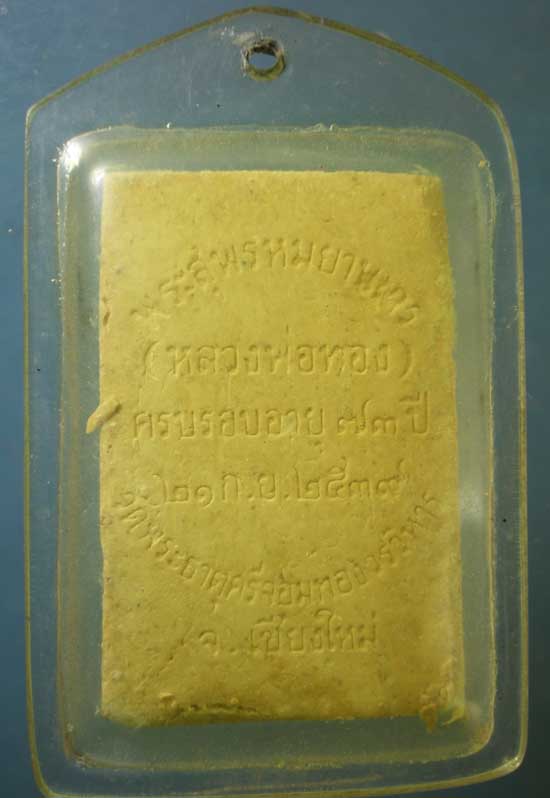 พระสุพรหมยานเถร
(หลวงพ่อทอง)
ครบรอบอายุ ๗๓ ปี
๒๑ ก.ย. ๒๕๓๙
วัดพระธาตุศรีจอมทองวรวิหาร
จ. เชียงใหม่